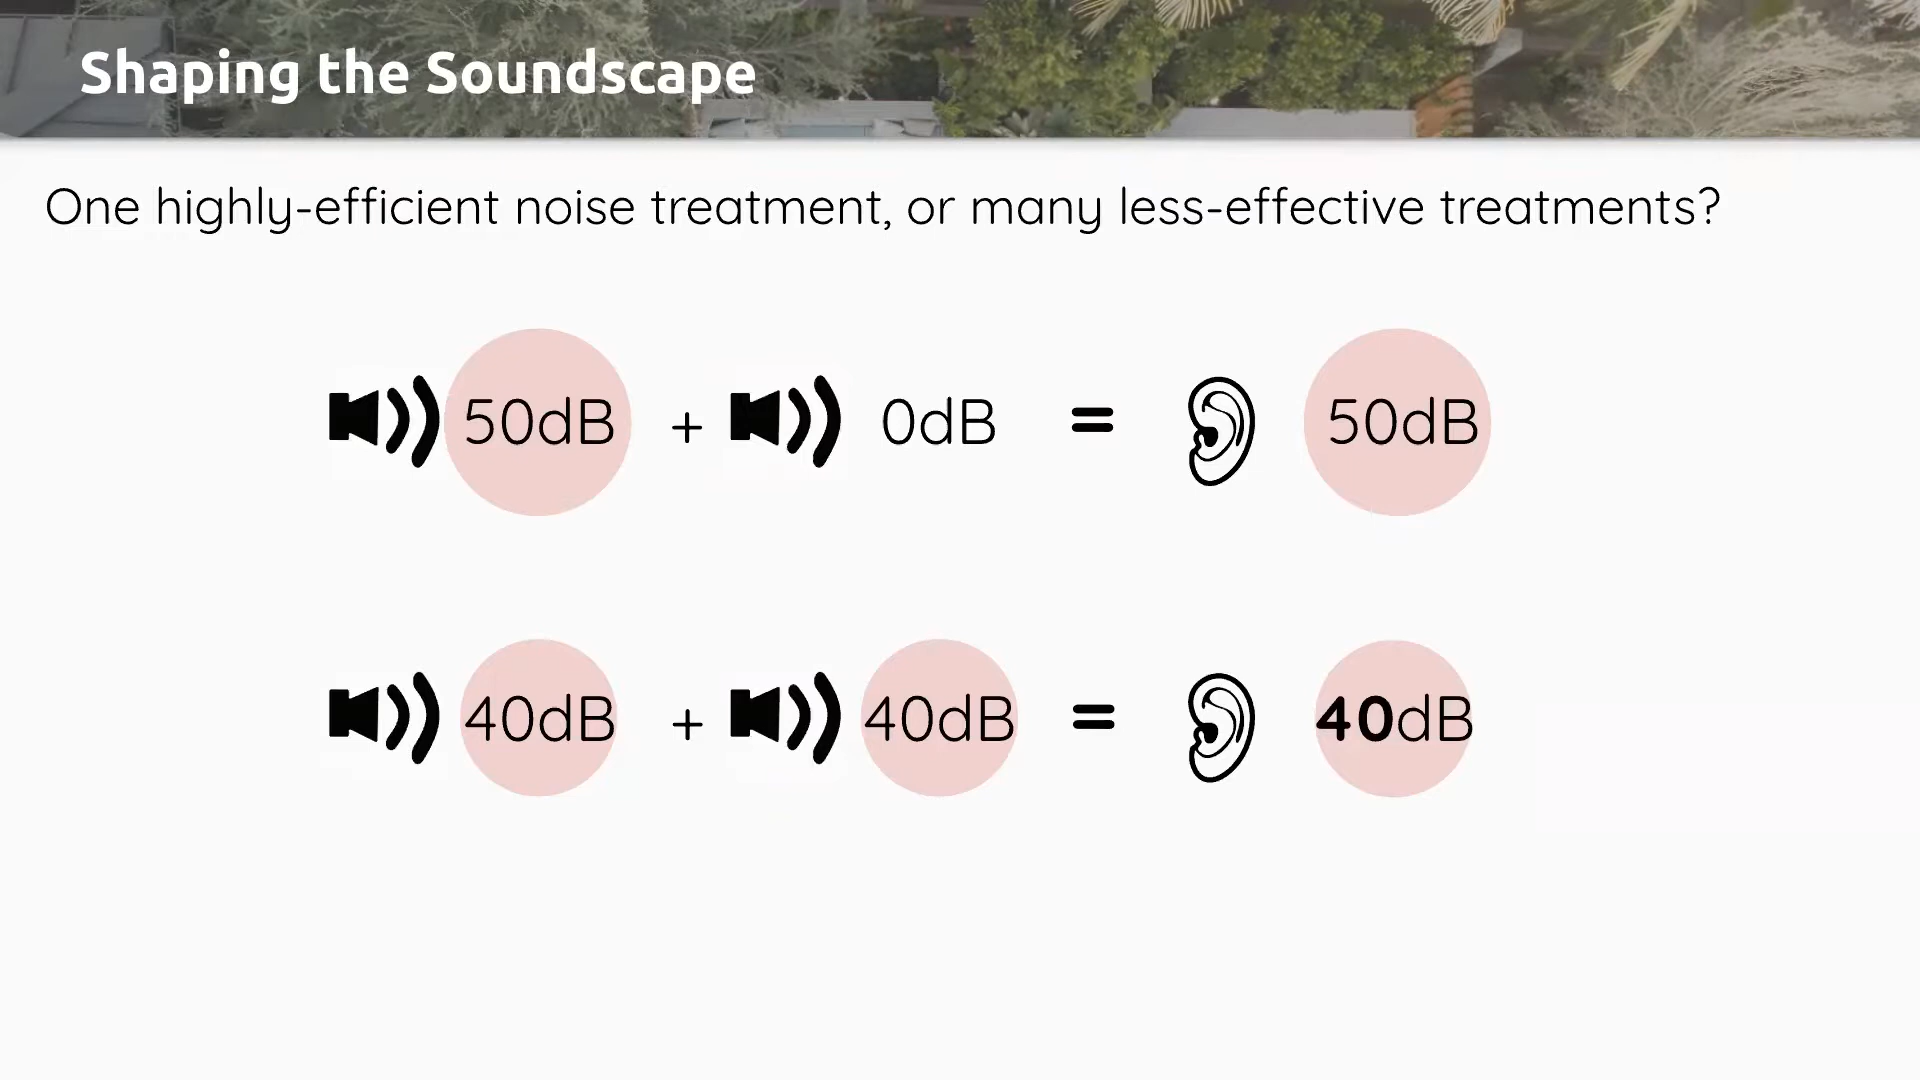 Shaping the Soundscape
One highly-efficient noise treatment, or many less-effective treatments?
50dB + 0dB = 50dB
40dB + 40dB = 40dB